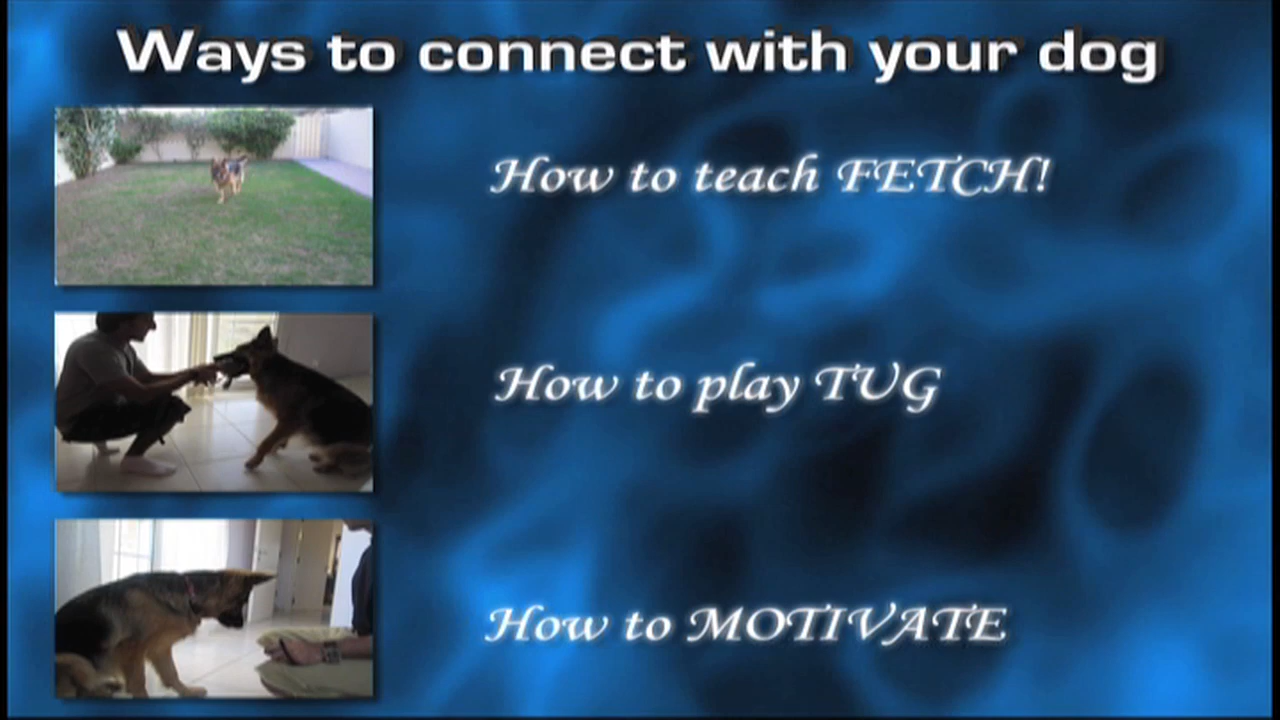 Ways to connect with your dog
How to teach FETCH!
How to play TUG
How to MOTIVATE